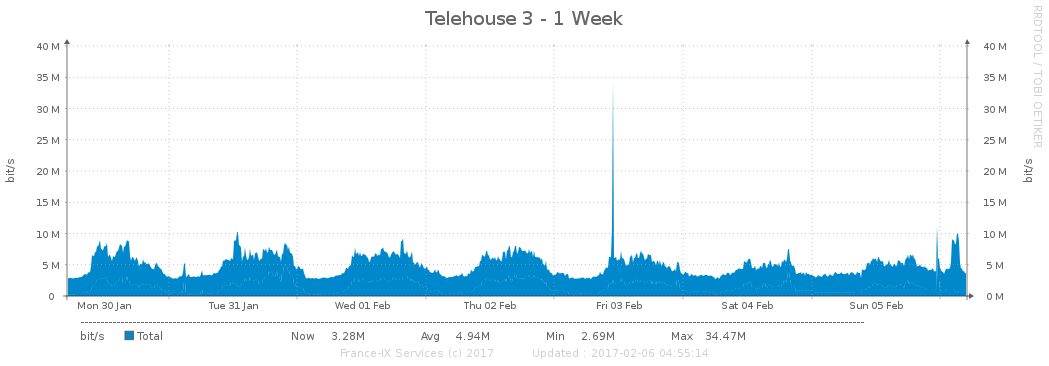 Telehouse 3 - 1 Week
RRDTOOL / TOBI OETIKER
40 M 40 M
35 M 35 M
30 M 30 M
25 M 25 M
20 M 20 M
15 M 15 M
10 M 10 M
5 M 5 M
0 0 M
bit/s bit/s
Mon 30 Jan Tue 31 Jan Wed 01 Feb Thu 02 Feb Fri 03 Feb Sat 04 Feb Sun 05 Feb
bit/s Total Now 3.28M Avg 4.94M Min 2.69M Max 34.47M
France-IX Services (c) 2017 Updated : 2017-02-06 04:55:14